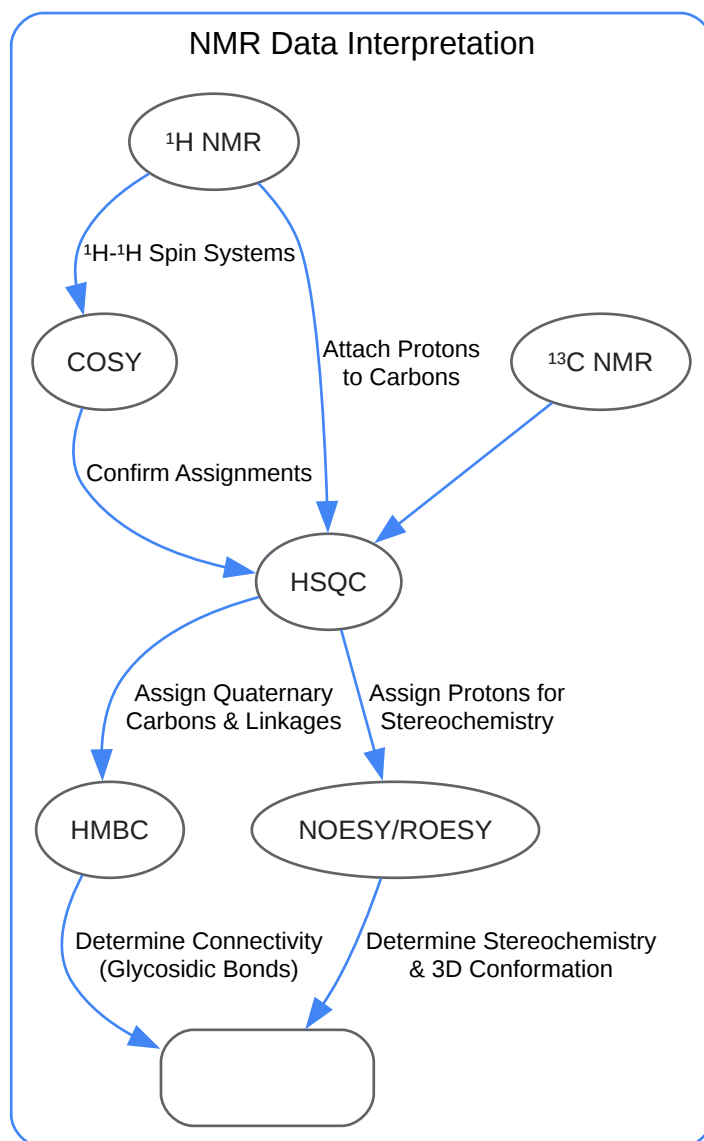 NMR Data Interpretation
¹H NMR
¹H-¹H Spin Systems
COSY
Attach Protons
to Carbons
¹³C NMR
Confirm Assignments
HSQC
Assign Quaternary
Carbons & Linkages
Assign Protons for
Stereochemistry
HMBC
NOESY/ROESY
Determine Connectivity
(Glycosidic Bonds)
Determine Stereochemistry
& 3D Conformation